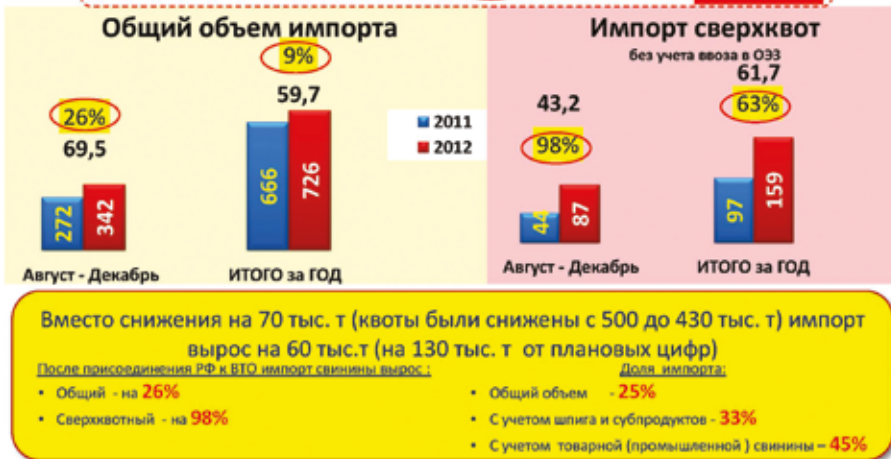 Общий объем импорта
9%
59,7
26%
69,5
272
342
666
726
Август - Декабрь
ИТОГО за ГОД
2011
2012
Импорт сверхквот
без учета ввоза в ОЭЗ
61,7
43,2
63%
98%
44
87
97
159
Август - Декабрь
ИТОГО за ГОД
Вместо снижения на 70 тыс. т (квоты были снижены с 500 до 430 тыс. т) импорт
вырос на 60 тыс.т (на 130 тыс. т от плановых цифр)
После присоединения РФ к ВТО импорт свинины вырос :
• Общий - на 26%
• Сверхквотный - на 98%
Доля импорта:
• Общий объем - 25%
• С учетом шпига и субпродуктов - 33%
• С учетом товарной (промышленной ) свинины – 45%